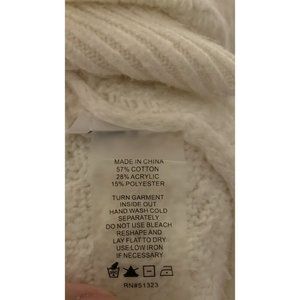 MADE IN CHINA
57% COTTON
28% ACRYLIC
15% POLYESTER
TURN GARMENT
INSIDE OUT
HAND WASH COLD
SEPARATELY
DO NOT USE BLEACH
RESHAPE AND
LAY FLAT TO DRY
USE LOW IRON
IF NECESSARY
RN#51323